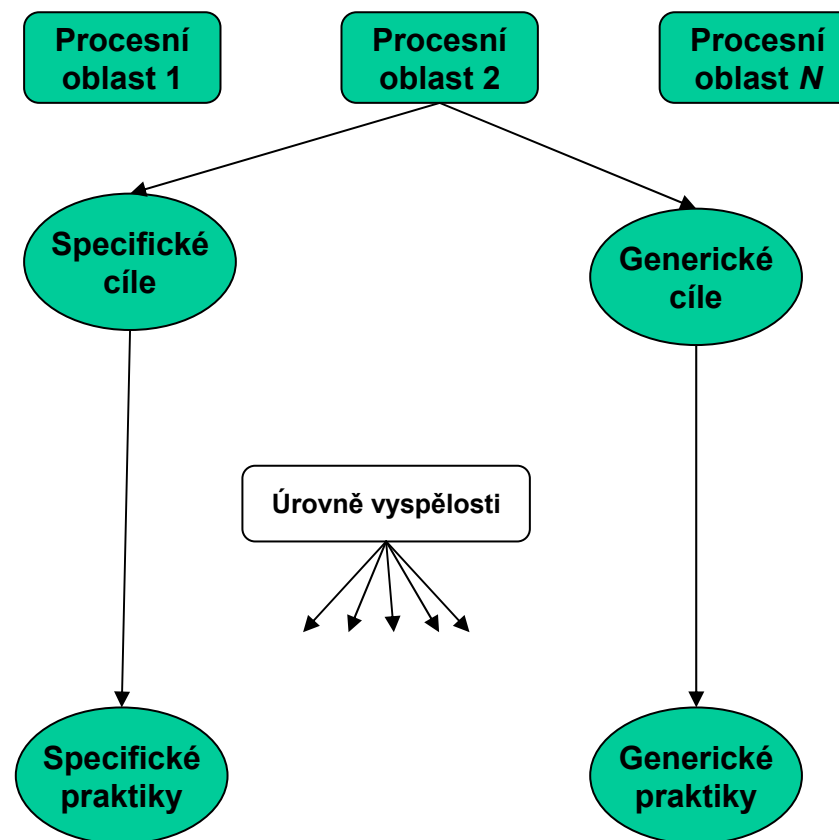 Procesní
oblast 1
Procesní
oblast 2
Procesní
oblast N
Specifické
cíle
Generické
cíle
Úrovně vyspělosti
Specifické
praktiky
Generické
praktiky